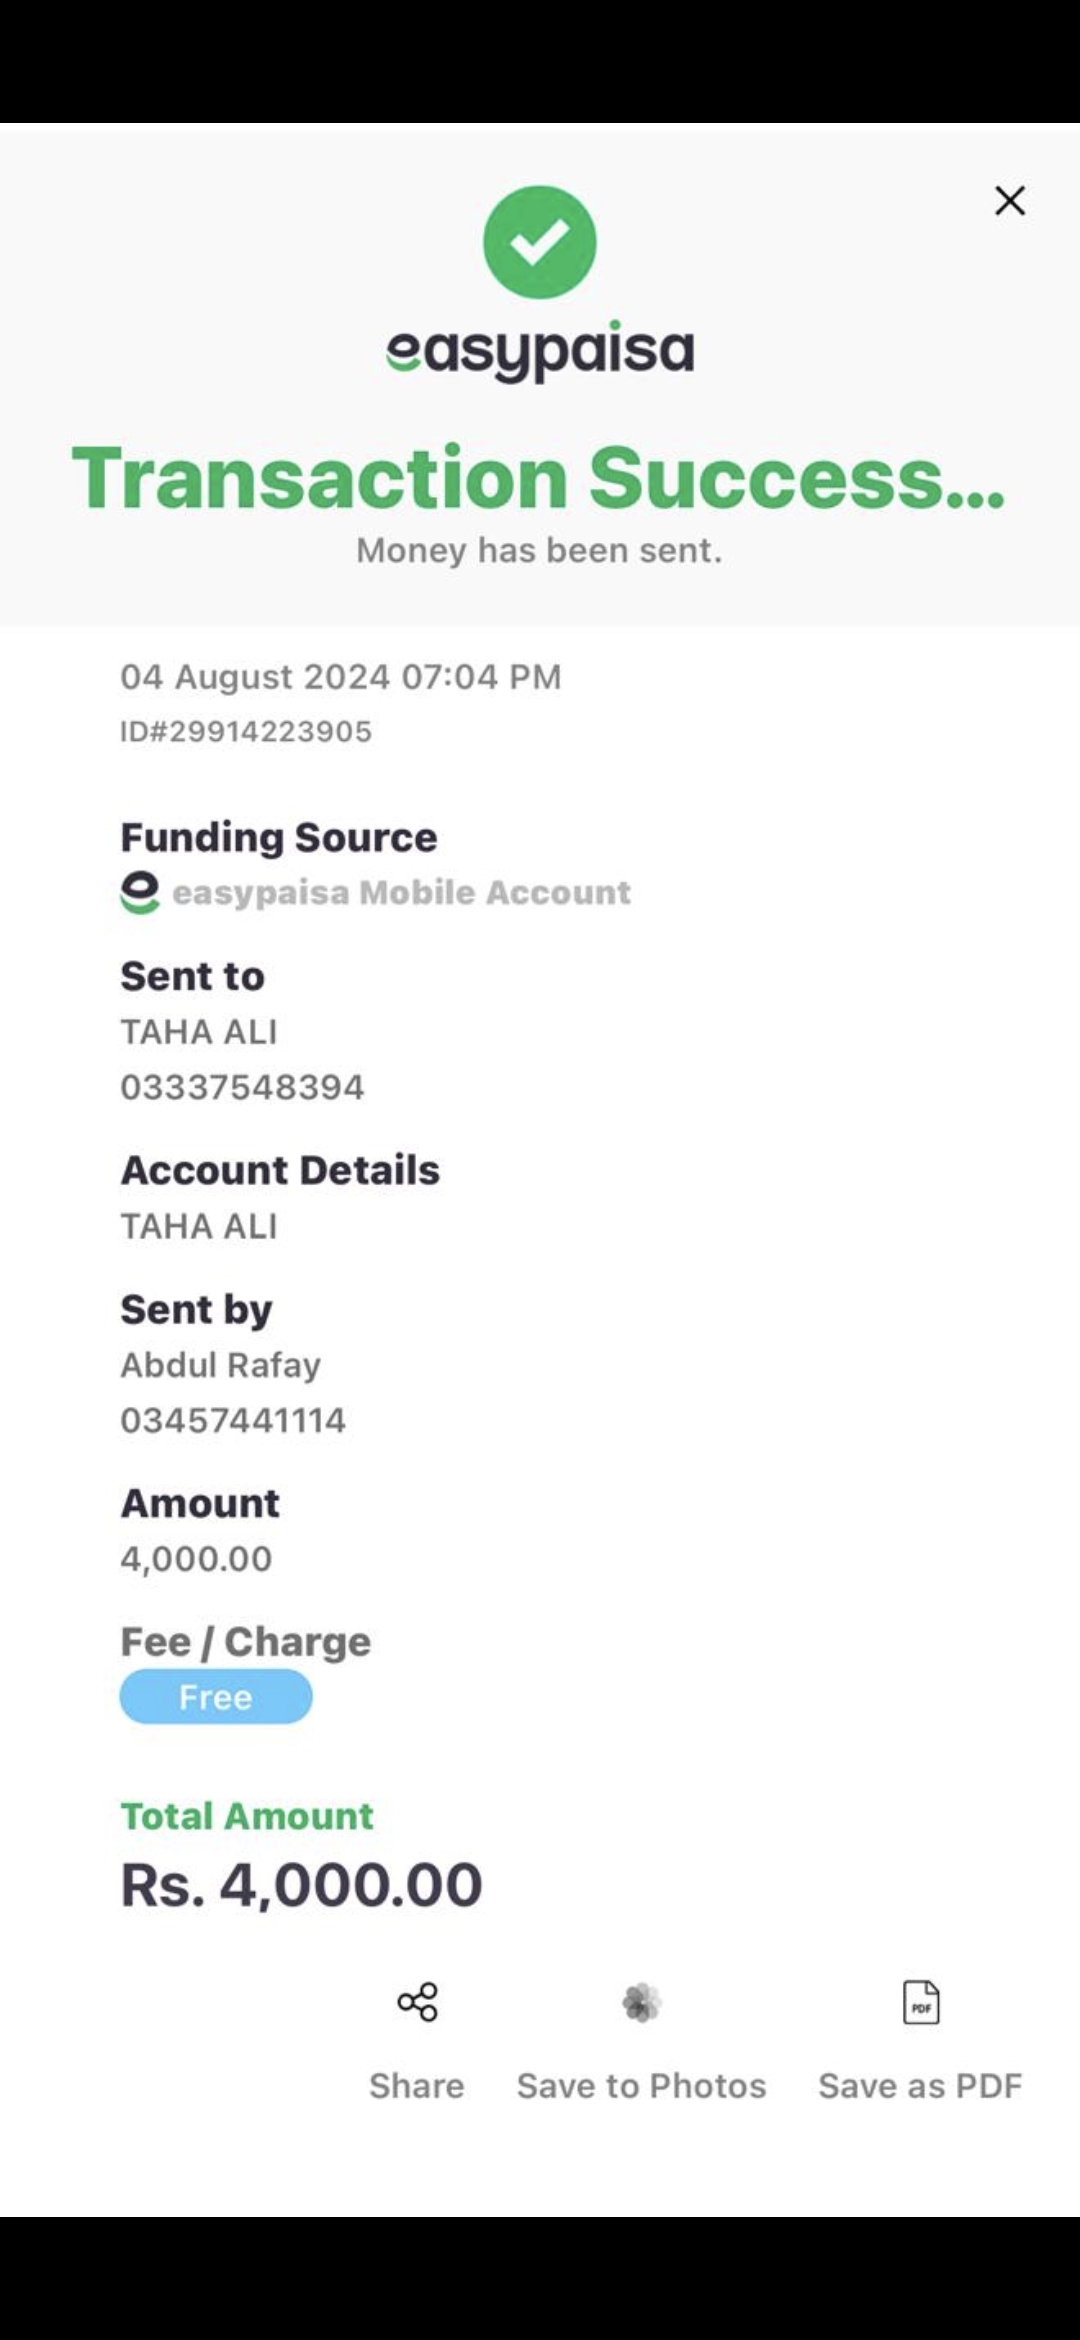 easypaisa
Transaction Success...
Money has been sent.
04 August 2024 07:04 PM
ID#29914223905
Funding Source
easypaisa Mobile Account
Sent to
TAHA ALI
03337548394
Account Details
TAHA ALI
Sent by
Abdul Rafay
03457441114
Amount
4,000.00
Fee / Charge
Free
Total Amount
Rs. 4,000.00
PDF
Share Save to Photos Save as PDF